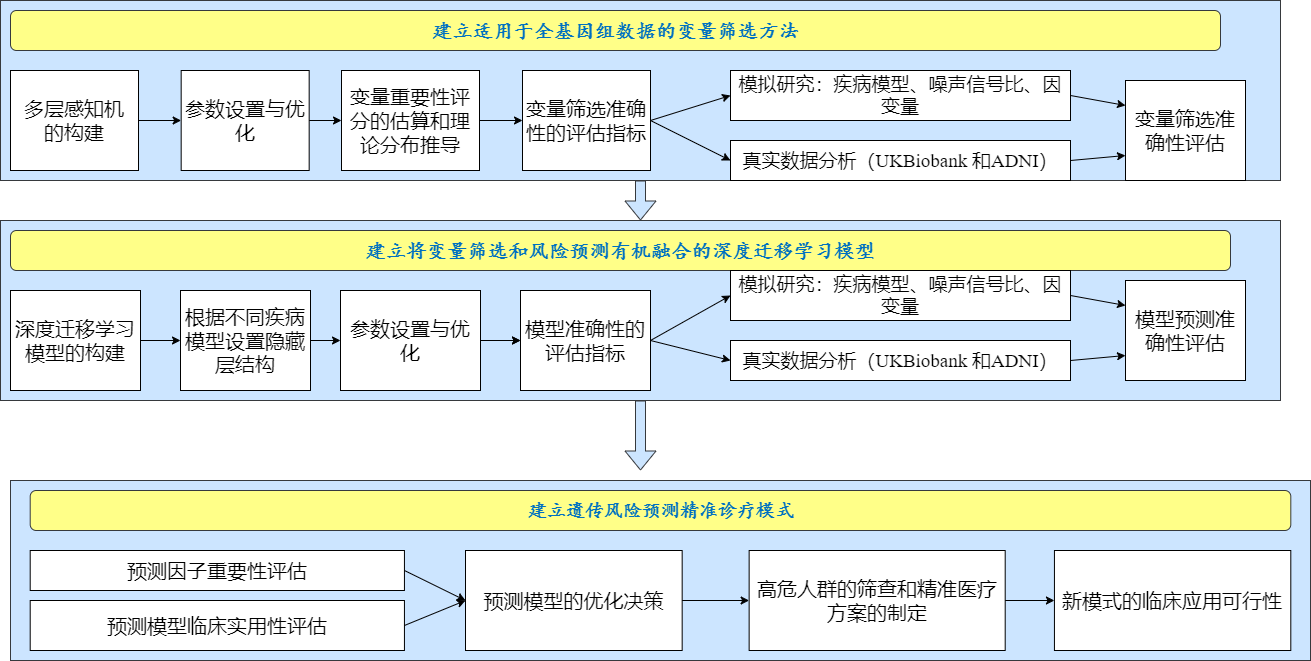 建立适用于全基因组数据的变量筛选方法
多层感知机
的构建
参数设置与优
化
变量重要性评
分的估算和理
论分布推导
变量筛选准确
性的评估指标
模拟研究：疾病模型、噪声信号比、因
变量
真实数据分析（UKBiobank 和ADNI）
变量筛选准
确性评估
建立将变量筛选和风险预测有机融合的深度迁移学习模型
深度迁移学习
模型的构建
根据不同疾病
模型设置隐藏
层结构
参数设置与优
化
模型准确性的
评估指标
模拟研究：疾病模型、噪声信号比、因
变量
真实数据分析（UKBiobank 和ADNI）
模型预测准
确性评估
建立遗传风险预测精准诊疗模式
预测因子重要性评估
预测模型临床实用性评估
预测模型的优化决策
高危人群的筛查和精准医疗
方案的制定
新模式的临床应用可行性